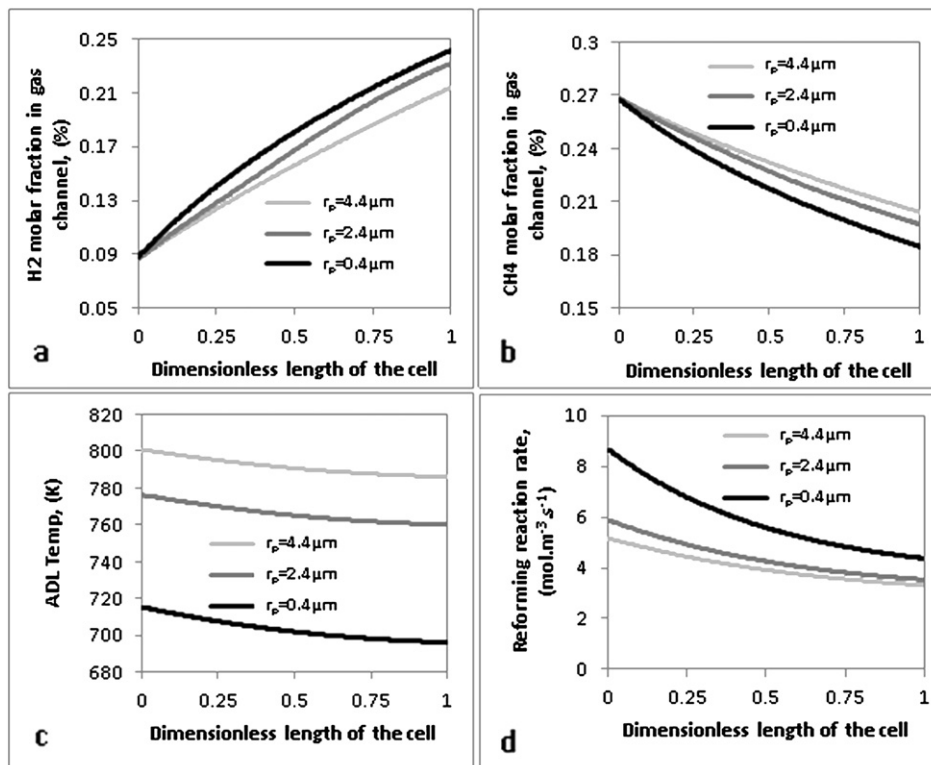 H2 molar fraction in gas
channel, (%)
0.25
0.21
0.17
0.13
0.09
0.05
rₚ=4.4µm
rₚ=2.4µm
rₚ=0.4µm
0 0.25 0.5 0.75 1
Dimensionless length of the cell
a
CH4 molar fraction in gas
channel, (%)
0.3
0.27
0.24
0.21
0.18
0.15
rₚ=4.4µm
rₚ=2.4µm
rₚ=0.4µm
0 0.25 0.5 0.75 1
Dimensionless length of the cell
b
ADL Temp, (K)
820
800
780
760
740
720
700
680
rₚ=4.4µm
rₚ=2.4µm
rₚ=0.4µm
0 0.25 0.5 0.75 1
Dimensionless length of the cell
c
Reforming reaction rate,
(mol.m⁻³.s⁻¹)
10
8
6
4
2
0
rₚ=4.4µm
rₚ=2.4µm
rₚ=0.4µm
0 0.25 0.5 0.75 1
Dimensionless length of the cell
d